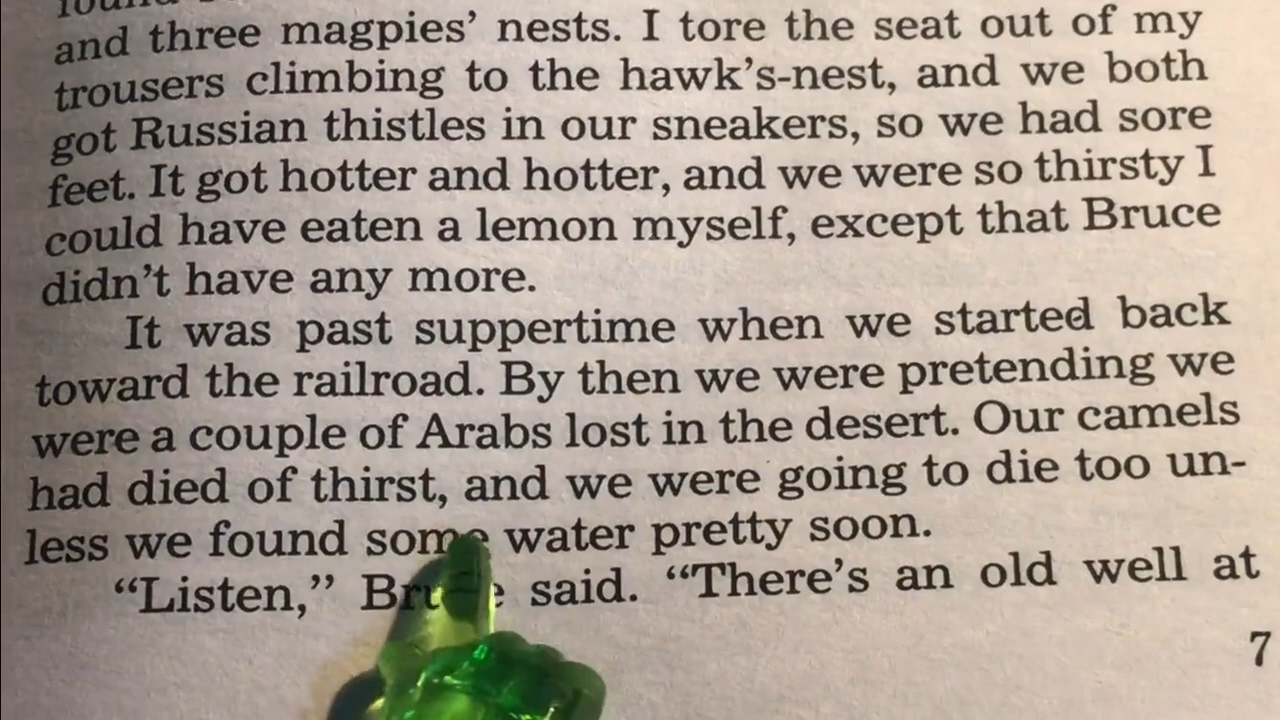 and three magpies’ nests. I tore the seat out of my
trousers climbing to the hawk’s-nest, and we both
got Russian thistles in our sneakers, so we had sore
feet. It got hotter and hotter, and we were so thirsty I
could have eaten a lemon myself, except that Bruce
didn’t have any more.
It was past suppertime when we started back
toward the railroad. By then we were pretending we
were a couple of Arabs lost in the desert. Our camels
had died of thirst, and we were going to die too un-
less we found some water pretty soon.
“Listen,” Bruce said. “There’s an old well at
7